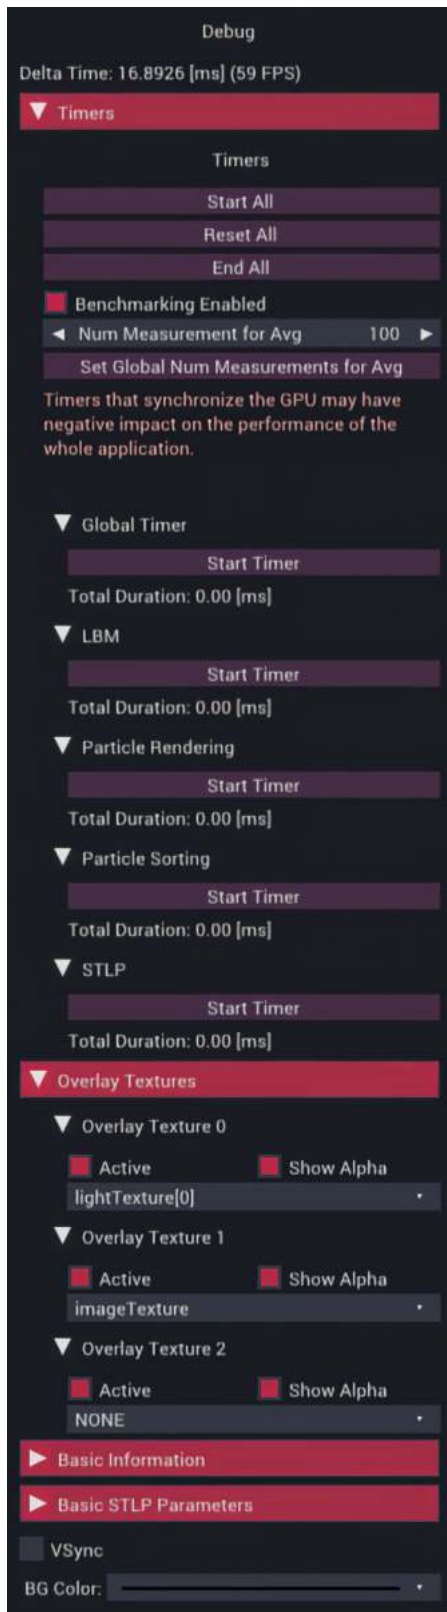 Debug
Delta Time: 16.8926 [ms] (59 FPS)
Timers
Timers
Start All
Reset All
End All
Benchmarking Enabled
Num Measurement for Avg 100
Set Global Num Measurements for Avg
Timers that synchronize the GPU may have
negative impact on the performance of the
whole application.
Global Timer
Start Timer
Total Duration: 0.00 [ms]
LBM
Start Timer
Total Duration: 0.00 [ms]
Particle Rendering
Start Timer
Total Duration: 0.00 [ms]
Particle Sorting
Start Timer
Total Duration: 0.00 [ms]
STLP
Start Timer
Total Duration: 0.00 [ms]
Overlay Textures
Overlay Texture 0
Active Show Alpha
lightTexture[0]
Overlay Texture 1
Active Show Alpha
imageTexture
Overlay Texture 2
Active Show Alpha
NONE
Basic Information
Basic STLP Parameters
VSync
BG Color: